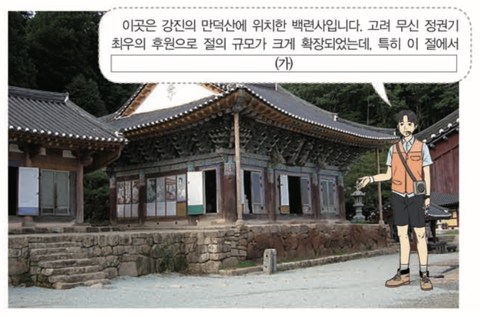 이곳은 강진의 만덕산에 위치한 백련사입니다. 고려 무신 정권기
최우의 후원으로 절의 규모가 크게 확장되었는데, 특히 이 절에서
(가)